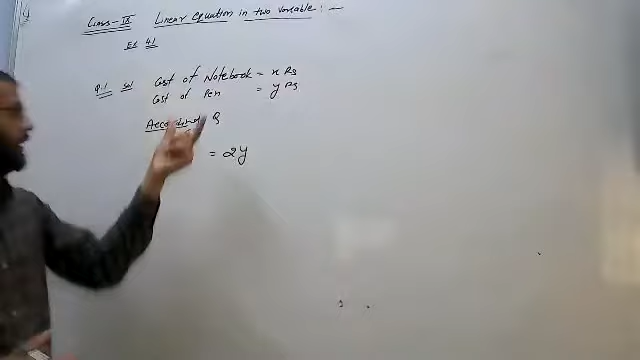 Class-IX Linear equation in two variable:-
Ex 4.1
Q.1 Sol Cost of Notebook = x Rs
Cost of Pen = y Rs
According Q
= 2y